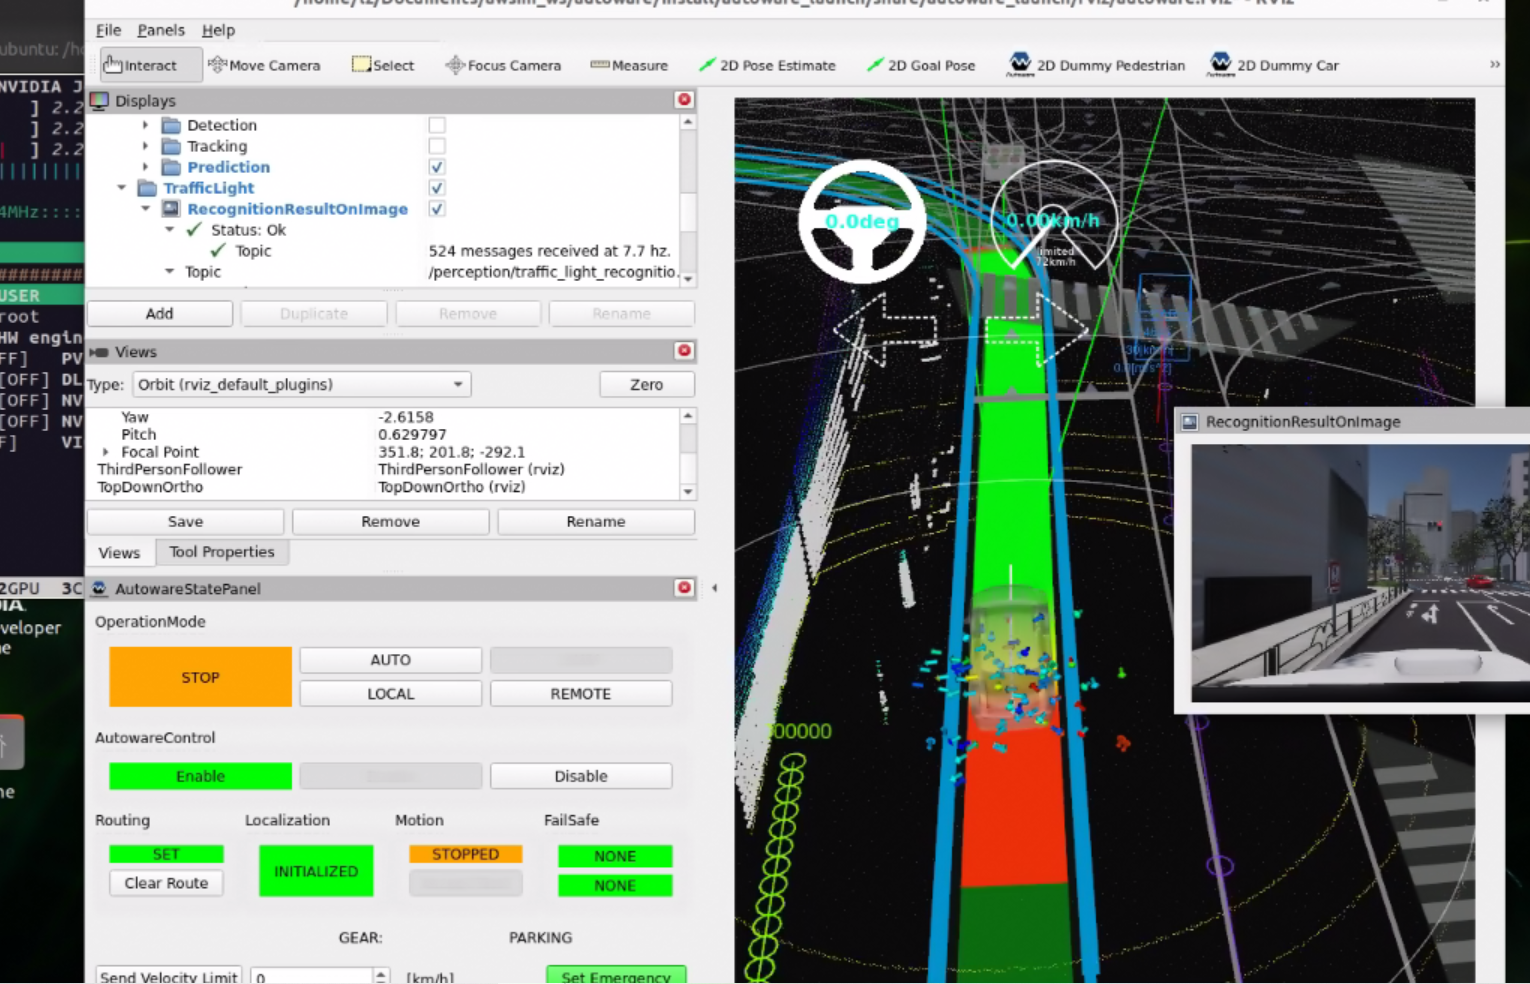 ubuntu: /h
File Panels Help
Interact Move Camera Select Focus Camera Measure 2D Pose Estimate 2D Goal Pose 2D Dummy Pedestrian 2D Dummy Car »
NVIDIA J
] 2.2
] 2.2
] 2.2
4MHz::::
########
USER
root
HW engin
FF] PV
[OFF] DL
[OFF] NV
[OFF] NV
F] VI
2GPU 3C
veloper
Displays
Detection
Tracking
Prediction
TrafficLight
RecognitionResultOnImage
Status: Ok
Topic 524 messages received at 7.7 hz.
Topic /perception/traffic_light_recognitio
Add Duplicate Remove Rename
Views
Type: Orbit (rviz_default_plugins) Zero
Yaw -2.6158
Pitch 0.629797
Focal Point 351.8; 201.8; -292.1
ThirdPersonFollower ThirdPersonFollower (rviz)
TopDownOrtho TopDownOrtho (rviz)
Save Remove Rename
Views Tool Properties
AutowareStatePanel
OperationMode
STOP AUTO
LOCAL REMOTE
AutowareControl
Enable Disable
Routing Localization Motion FailSafe
SET INITIALIZED STOPPED NONE
Clear Route NONE
GEAR: PARKING
Send Velocity Limit 0 [km/h] Set Emergency
0.0deg 0.00km/h
limited
72km/h
RecognitionResultOnImage